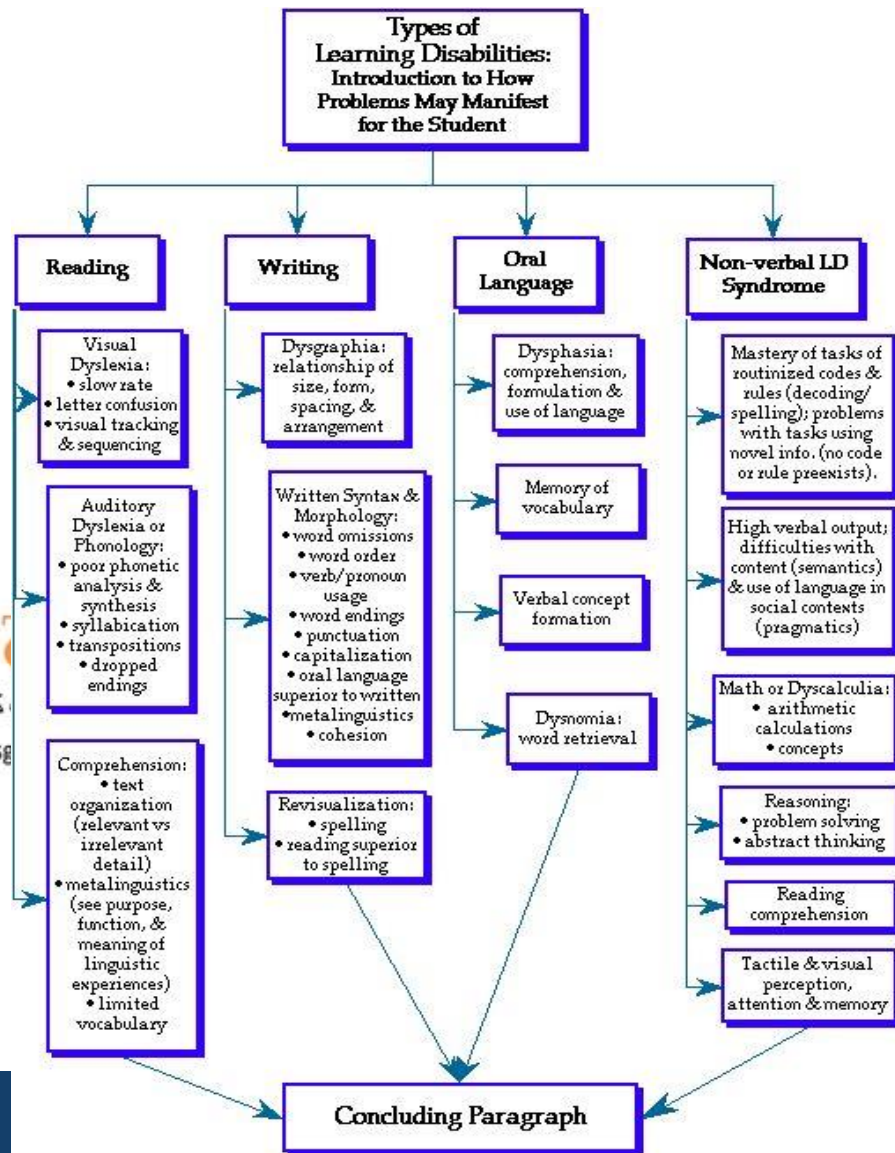 Types of
Learning Disabilities:
Introduction to How
Problems May Manifest
for the Student
Reading
Visual
Dyslexia:
• slow rate
• letter confusion
• visual tracking
& sequencing
Auditory
Dyslexia or
Phonology:
• poor phonetic
analysis &
synthesis
• syllabication
• transpositions
• dropped
endings
Comprehension:
• text
organization
(relevant vs
irrelevant
detail)
• metalinguistics
(see purpose,
function, &
meaning of
linguistic
experiences)
• limited
vocabulary
Writing
Dysgraphia:
relationship of
size, form,
spacing, &
arrangement
Written Syntax &
Morphology:
• word omissions
• word order
• verb/pronoun
usage
• word endings
• punctuation
• capitalization
• oral language
superior to written
• metalinguistics
• cohesion
Revisualization:
• spelling
• reading superior
to spelling
Oral
Language
Dysphasia:
comprehension,
formulation &
use of language
Memory of
vocabulary
Verbal concept
formation
Dysnomia:
word retrieval
Non-verbal LD
Syndrome
Mastery of tasks of
routinized codes &
rules (decoding/
spelling); problems
with tasks using
novel info. (no code
or rule preexists).
High verbal output;
difficulties with
content (semantics)
& use of language in
social contexts
(pragmatics)
Math or Dyscalculia:
• arithmetic
calculations
• concepts
Reasoning:
• problem solving
• abstract thinking
Reading
comprehension
Tactile & visual
perception,
attention & memory
Concluding Paragraph